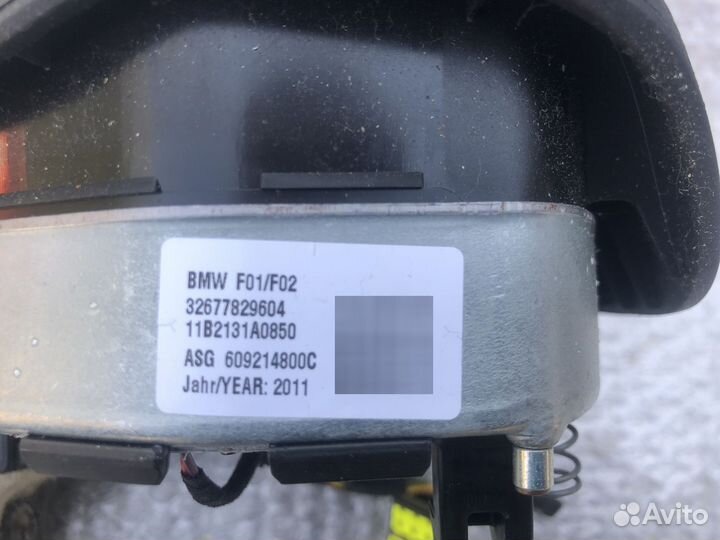 BMW F01/F02
32677829604
11B2131A0850
ASG 609214800C
Jahr/YEAR: 2011
Avito